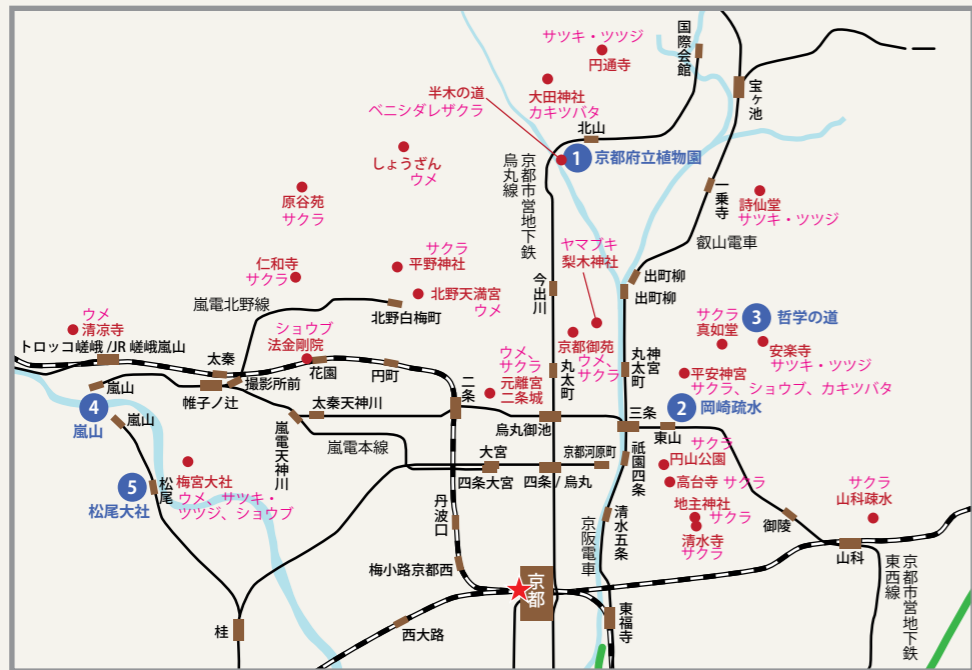 サツキ・ツツジ
円通寺
国際会館
宝ヶ池
半木の道
ベニシダレザクラ
大田神社
カキツバタ
北山
1
京都府立植物園
京都市営地下鉄
烏丸線
しょうざん
ウメ
原谷苑
サクラ
一乗寺
詩仙堂
サツキ・ツツジ
叡山電車
仁和寺
サクラ
サクラ
平野神社
北野天満宮
ウメ
嵐電北野線
北野白梅町
ヤマブキ
梨木神社
今出川
出町柳
出町柳
サクラ
真如堂
3
哲学の道
安楽寺
サツキ・ツツジ
ウメ
清凉寺
トロッコ嵯峨/JR 嵯峨嵐山
太秦
撮影所前
帷子ノ辻
ショウブ
法金剛院
花園
円町
二条
ウメ、
サクラ
元離宮
二条城
京都御苑
ウメ、
サクラ
丸太町
神宮
丸太町
平安神宮
サクラ、ショウブ、カキツバタ
嵐山
4
嵐山
嵐山
太秦天神川
嵐電天神川
嵐電本線
烏丸御池
三条
2
岡崎疏水
東山
大宮
四条大宮
四条 / 烏丸
京都河原町
祇園四条
サクラ
円山公園
高台寺
サクラ
地主神社
サクラ
清水寺
サクラ
サクラ
山科疏水
御陵
山科
京都市営地下鉄
東西線
5
松尾
松尾大社
梅宮大社
ウメ、サツキ・
ツツジ、ショウブ
丹波口
梅小路京都西
京阪電車
清水五条
京都
東福寺
西大路
桂